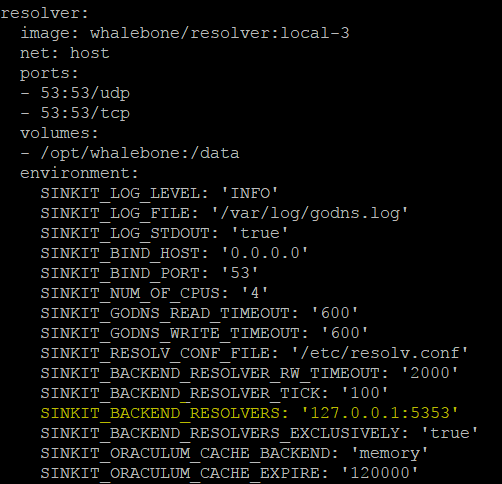 resolver:
  image: whalebone/resolver:local-3
  net: host
  ports:
  - 53:53/udp
  - 53:53/tcp
  volumes:
  - /opt/whalebone:/data
  environment:
    SINKIT_LOG_LEVEL: 'INFO'
    SINKIT_LOG_FILE: '/var/log/godns.log'
    SINKIT_LOG_STDOUT: 'true'
    SINKIT_BIND_HOST: '0.0.0.0'
    SINKIT_BIND_PORT: '53'
    SINKIT_NUM_OF_CPUS: '4'
    SINKIT_GODNS_READ_TIMEOUT: '600'
    SINKIT_GODNS_WRITE_TIMEOUT: '600'
    SINKIT_RESOLV_CONF_FILE: '/etc/resolv.conf'
    SINKIT_BACKEND_RESOLVER_RW_TIMEOUT: '2000'
    SINKIT_BACKEND_RESOLVER_TICK: '100'
    SINKIT_BACKEND_RESOLVERS: '127.0.0.1:5353'
    SINKIT_BACKEND_RESOLVERS_EXCLUSIVELY: 'true'
    SINKIT_ORACULUM_CACHE_BACKEND: 'memory'
    SINKIT_ORACULUM_CACHE_EXPIRE: '120000'